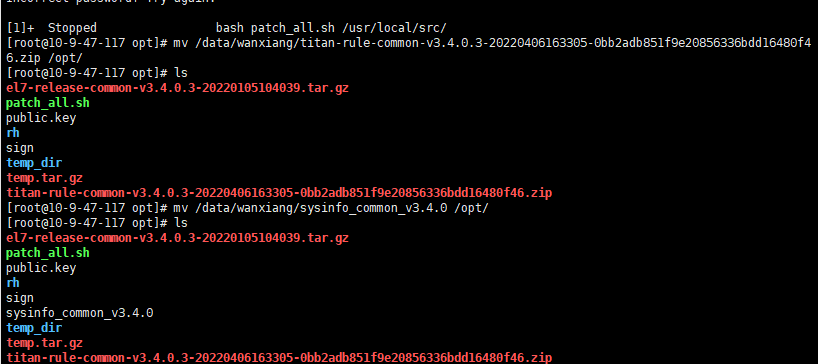 Incorrect password? Try again.
[1]+  Stopped                 bash patch_all.sh /usr/local/src/
[root@10-9-47-117 opt]# mv /data/wanxiang/titan-rule-common-v3.4.0.3-20220406163305-0bb2adb851f9e20856336bdd16480f4
6.zip /opt/
[root@10-9-47-117 opt]# ls
el7-release-common-v3.4.0.3-20220105104039.tar.gz
patch_all.sh
public.key
rh
sign
temp_dir
temp.tar.gz
titan-rule-common-v3.4.0.3-20220406163305-0bb2adb851f9e20856336bdd16480f46.zip
[root@10-9-47-117 opt]# mv /data/wanxiang/sysinfo_common_v3.4.0 /opt/
[root@10-9-47-117 opt]# ls
el7-release-common-v3.4.0.3-20220105104039.tar.gz
patch_all.sh
public.key
rh
sign
sysinfo_common_v3.4.0
temp_dir
temp.tar.gz
titan-rule-common-v3.4.0.3-20220406163305-0bb2adb851f9e20856336bdd16480f46.zip